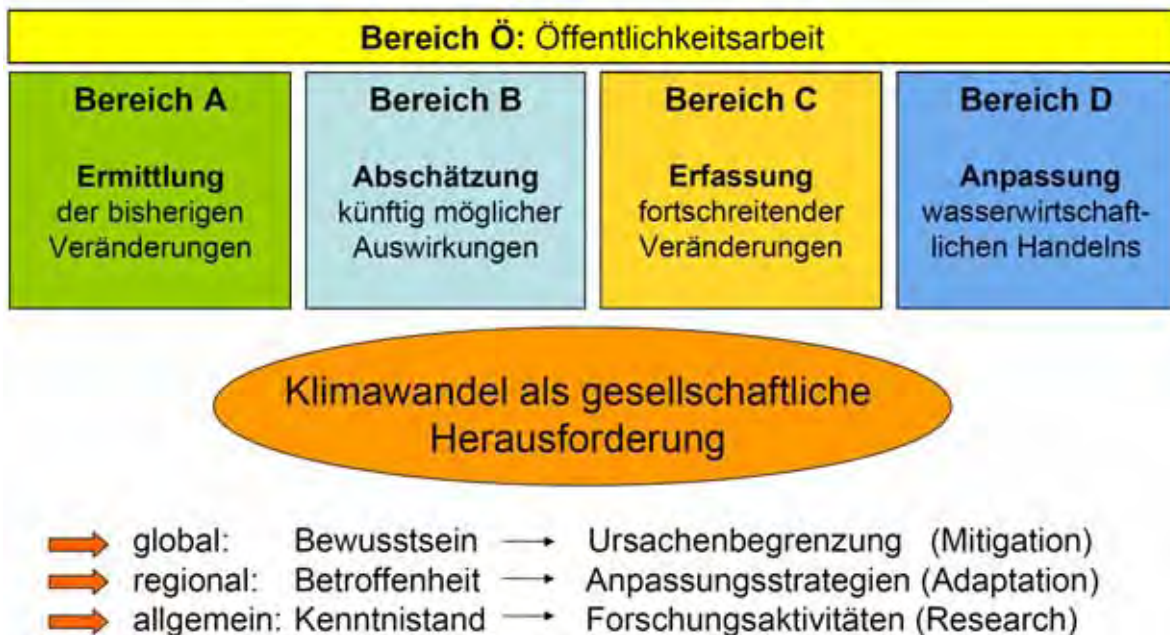 Bereich Ö: Öffentlichkeitsarbeit
Bereich A
Ermittlung
der bisherigen
Veränderungen
Bereich B
Abschätzung
künftig möglicher
Auswirkungen
Bereich C
Erfassung
fortschreitender
Veränderungen
Bereich D
Anpassung
wasserwirtschaft-
lichen Handelns
Klimawandel als gesellschaftliche
Herausforderung
global: Bewusstsein → Ursachenbegrenzung (Mitigation)
regional: Betroffenheit → Anpassungsstrategien (Adaptation)
allgemein: Kenntnistand → Forschungsaktivitäten (Research)